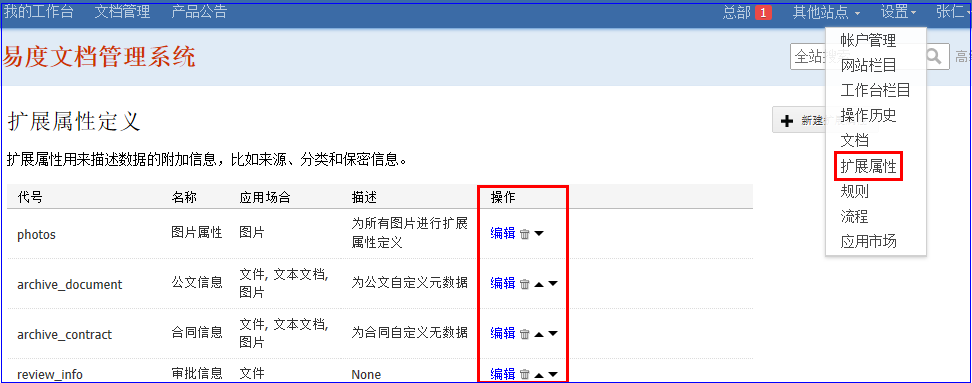 我的工作台 文档管理 产品公告 总部 1 其他站点 设置 张仁
易度文档管理系统
全站搜
帐户管理
网站栏目
工作台栏目
操作历史
文档
扩展属性
规则
流程
应用市场
扩展属性定义
新建
扩展属性用来描述数据的附加信息，比如来源、分类和保密信息。
代号 名称 应用场合 描述 操作
photos 图片属性 图片 为所有图片进行扩展
属性定义 编辑
archive_document 公文信息 文件, 文本文档,
图片 为公文自定义元数据 编辑
archive_contract 合同信息 文件, 文本文档,
图片 为合同自定义无数据 编辑
review_info 审批信息 文件 None 编辑